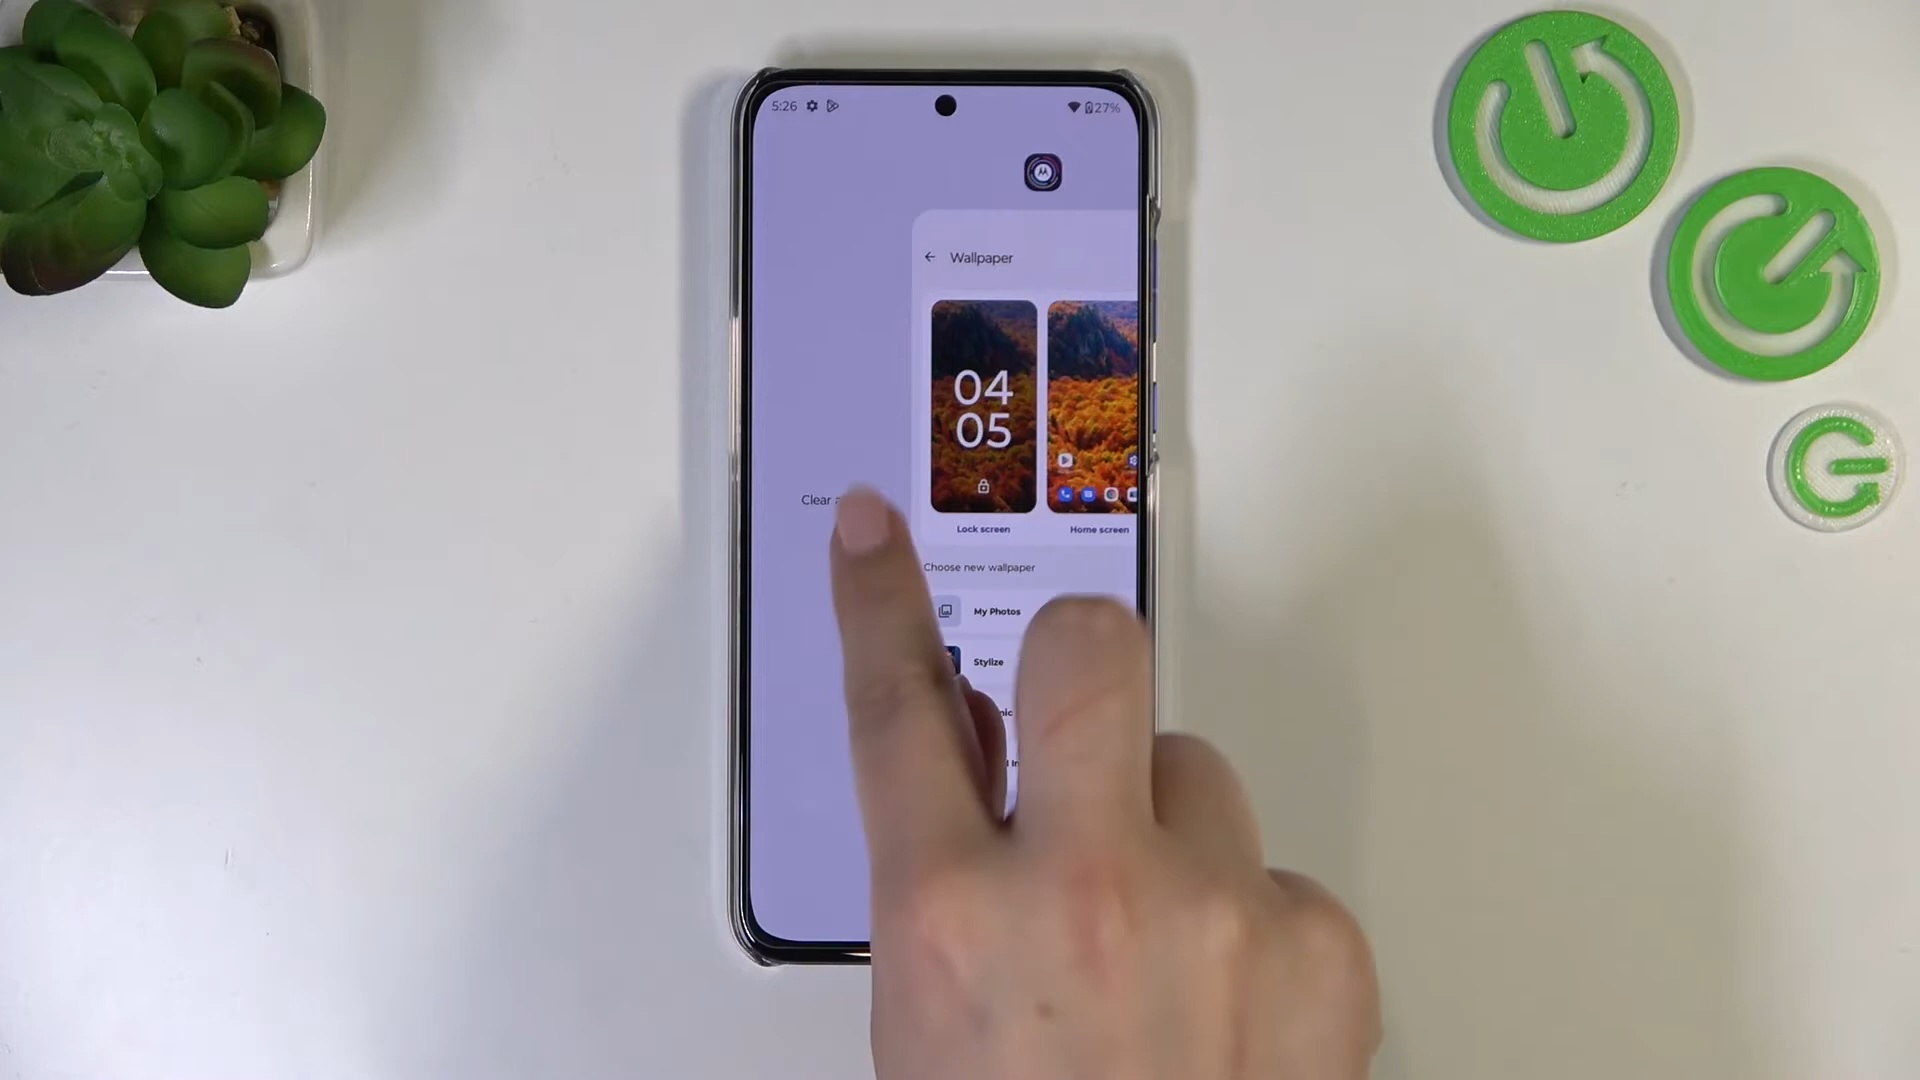 5:26
27%
Wallpaper
04
05
Clear
Lock screen
Home screen
Choose new wallpaper
My Photos
Stylize